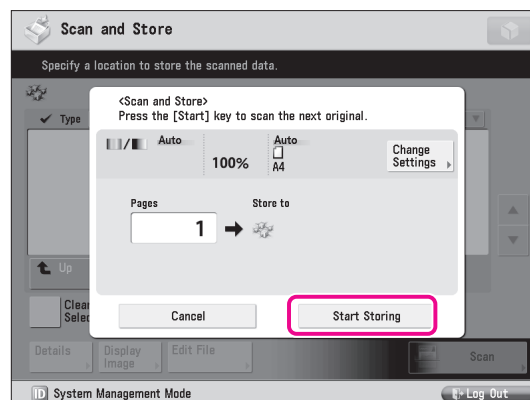 Scan and Store
Specify a location to store the scanned data.
Type
<Scan and Store>
Press the [Start] key to scan the next original.
Auto
100%
Auto
A4
Change
Settings
Pages
Store to
1
Up
Clear
Selec
Cancel
Start Storing
Details
Display
Image
Edit File
Scan
ID System Management Mode
Log Out